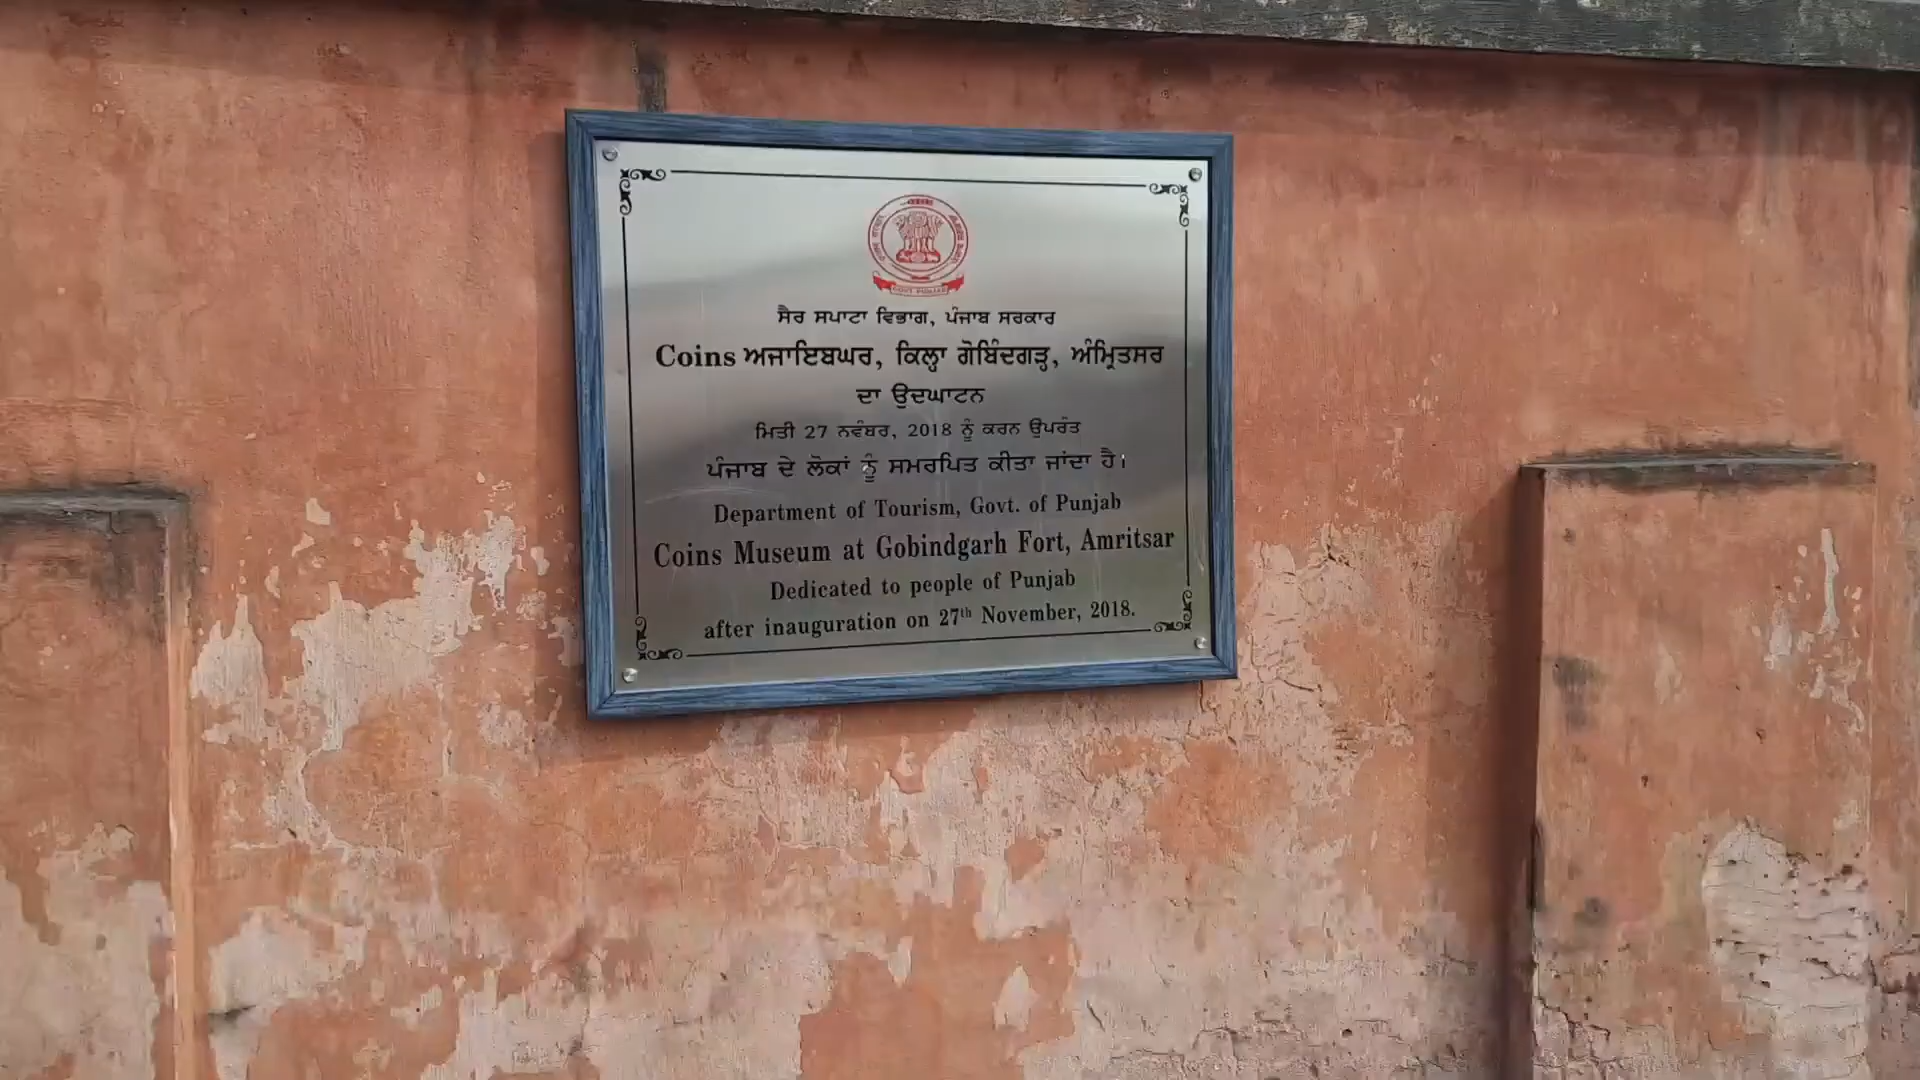 GOVT. PUNJAB
ਸੈਰ ਸਪਾਟਾ ਵਿਭਾਗ, ਪੰਜਾਬ ਸਰਕਾਰ
Coins ਅਜਾਇਬਘਰ, ਕਿਲ੍ਹਾ ਗੋਬਿੰਦਗੜ੍ਹ, ਅੰਮ੍ਰਿਤਸਰ
ਦਾ ਉਦਘਾਟਨ
ਮਿਤੀ 27 ਨਵੰਬਰ, 2018 ਨੂੰ ਕਰਨ ਉਪਰੰਤ
ਪੰਜਾਬ ਦੇ ਲੋਕਾਂ ਨੂੰ ਸਮਰਪਿਤ ਕੀਤਾ ਜਾਂਦਾ ਹੈ।
Department of Tourism, Govt. of Punjab
Coins Museum at Gobindgarh Fort, Amritsar
Dedicated to people of Punjab
after inauguration on 27th November, 2018.